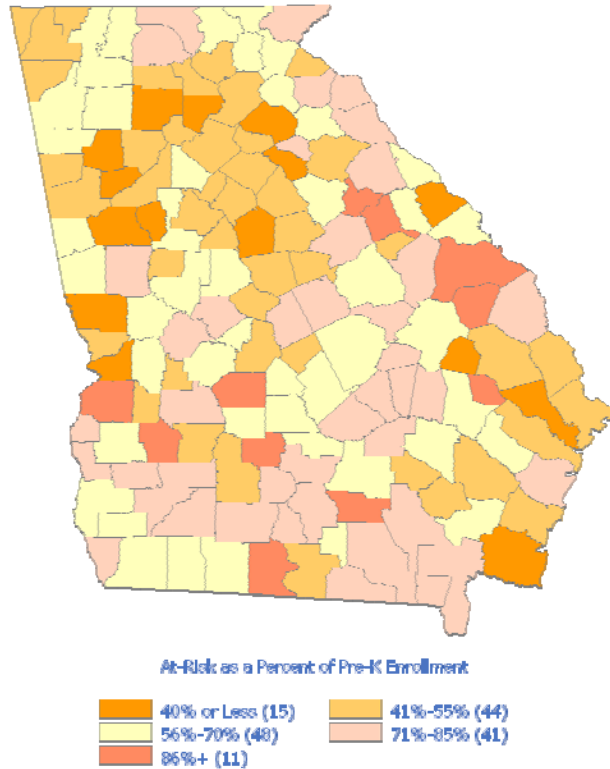 At-Risk as a Percent of Pre-K Enrollment
40% or Less (15)
41%-55% (44)
56%-70% (48)
71%-85% (41)
86%+ (11)